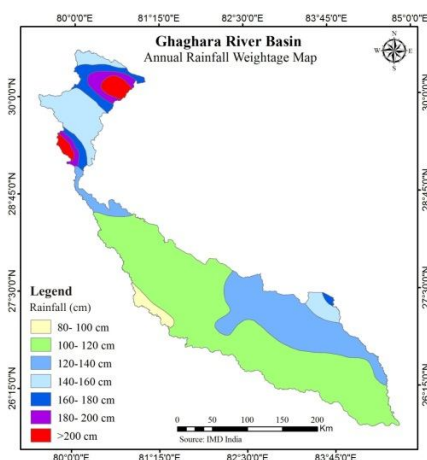 80°0'0"E 81°15'0"E 82°30'0"E 83°45'0"E 85°0'0"E
Ghaghara River Basin
Annual Rainfall Weightage Map
N
W E
S
30°0'0"N 30°0'0"N
28°45'0"N 28°45'0"N
27°30'0"N 27°30'0"N
26°15'0"N 26°15'0"N
Legend
Rainfall (cm)
80- 100 cm
100- 120 cm
120-140 cm
140-160 cm
160- 180 cm
180- 200 cm
>200 cm
0 25 50 100 150 200
Km
Source: IMD India
80°0'0"E 81°15'0"E 82°30'0"E 83°45'0"E